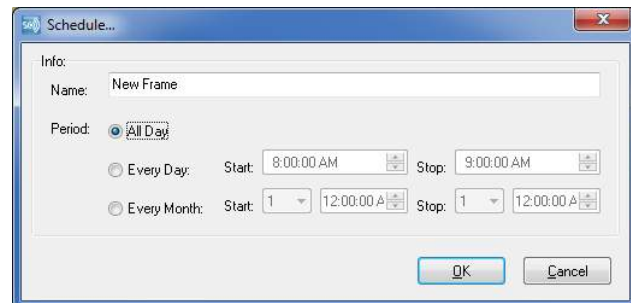 Schedule...
Info:
Name: New Frame
Period: All Day
Every Day: Start: 8:00:00 AM Stop: 9:00:00 AM
Every Month: Start: 1 12:00:00 A Stop: 1 12:00:00 A
OK Cancel